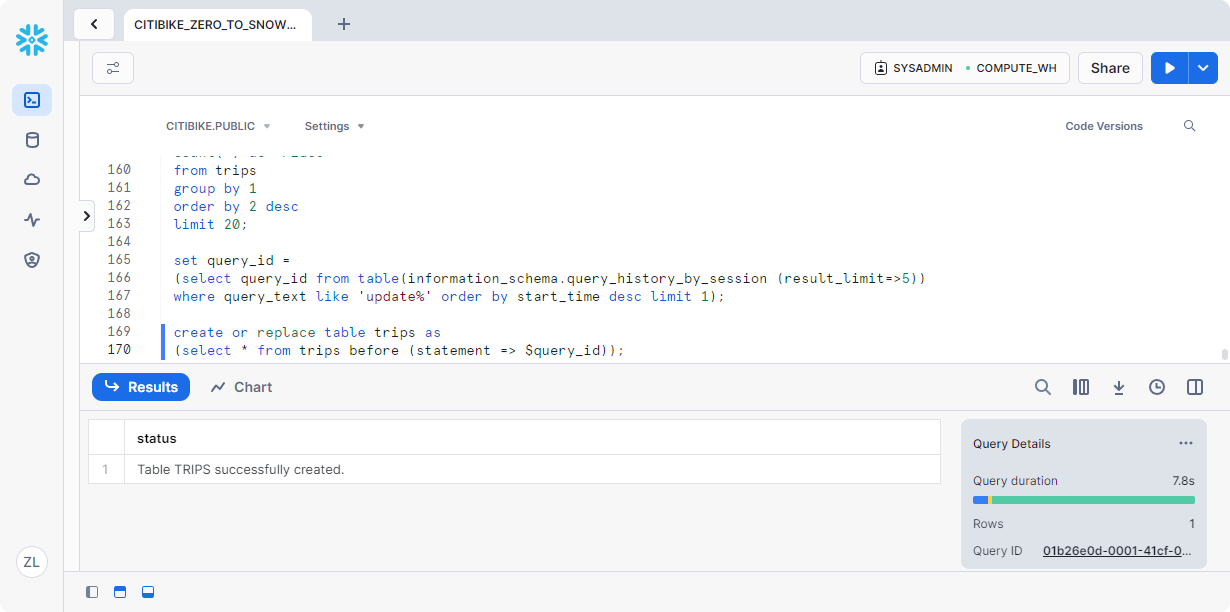 CITIBIKE_ZERO_TO_SNOW...
SYSADMIN
COMPUTE_WH
Share
CITIBIKE.PUBLIC
Settings
Code Versions
160 from trips
161 group by 1
162 order by 2 desc
163 limit 20;
164
165 set query_id =
166 (select query_id from table(information_schema.query_history_by_session (result_limit=>5))
167 where query_text like 'update%' order by start_time desc limit 1);
168
169 create or replace table trips as
170 (select * from trips before (statement => $query_id));
Results
Chart
status
1 Table TRIPS successfully created.
Query Details
...
Query duration 7.8s
Rows 1
Query ID 01b26e0d-0001-41cf-0...
ZL